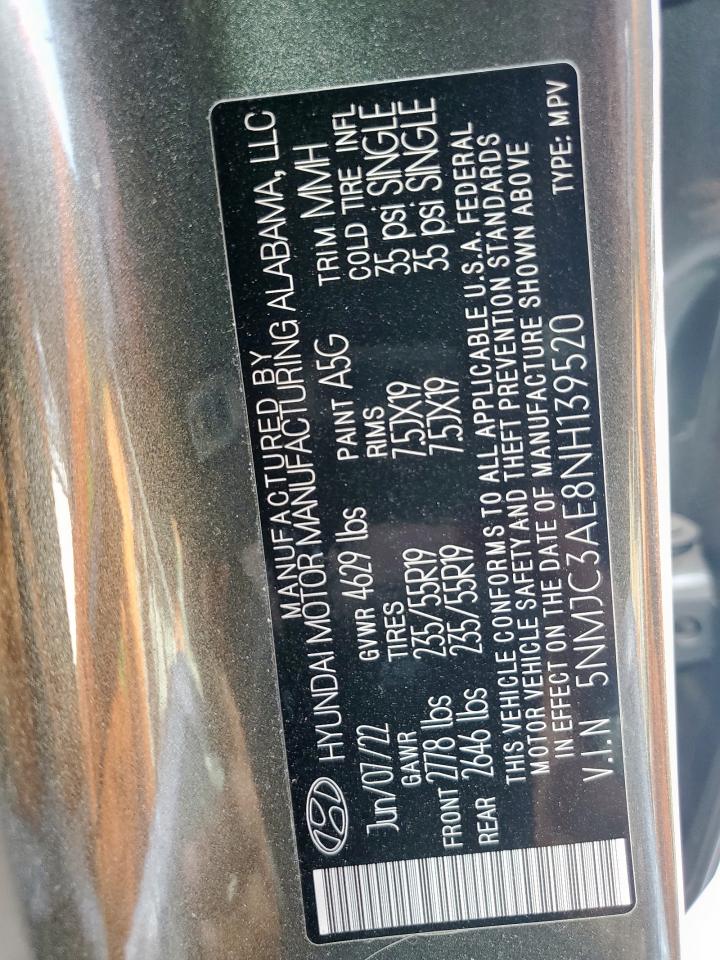 MANUFACTURED BY
HYUNDAI MOTOR MANUFACTURING ALABAMA, LLC
Jun/07/22 GVWR 4629 lbs PAINT A5G TRIM MMH
GAWR TIRES RIMS COLD TIRE INFL
FRONT 2778 lbs 235/55R19 7.5JX19 35 psi SINGLE
REAR 2646 lbs 235/55R19 7.5JX19 35 psi SINGLE
THIS VEHICLE CONFORMS TO ALL APPLICABLE U.S.A. FEDERAL
MOTOR VEHICLE SAFETY AND THEFT PREVENTION STANDARDS
IN EFFECT ON THE DATE OF MANUFACTURE SHOWN ABOVE
V.I.N 5NMJC3AE8NH139520 TYPE: MPV